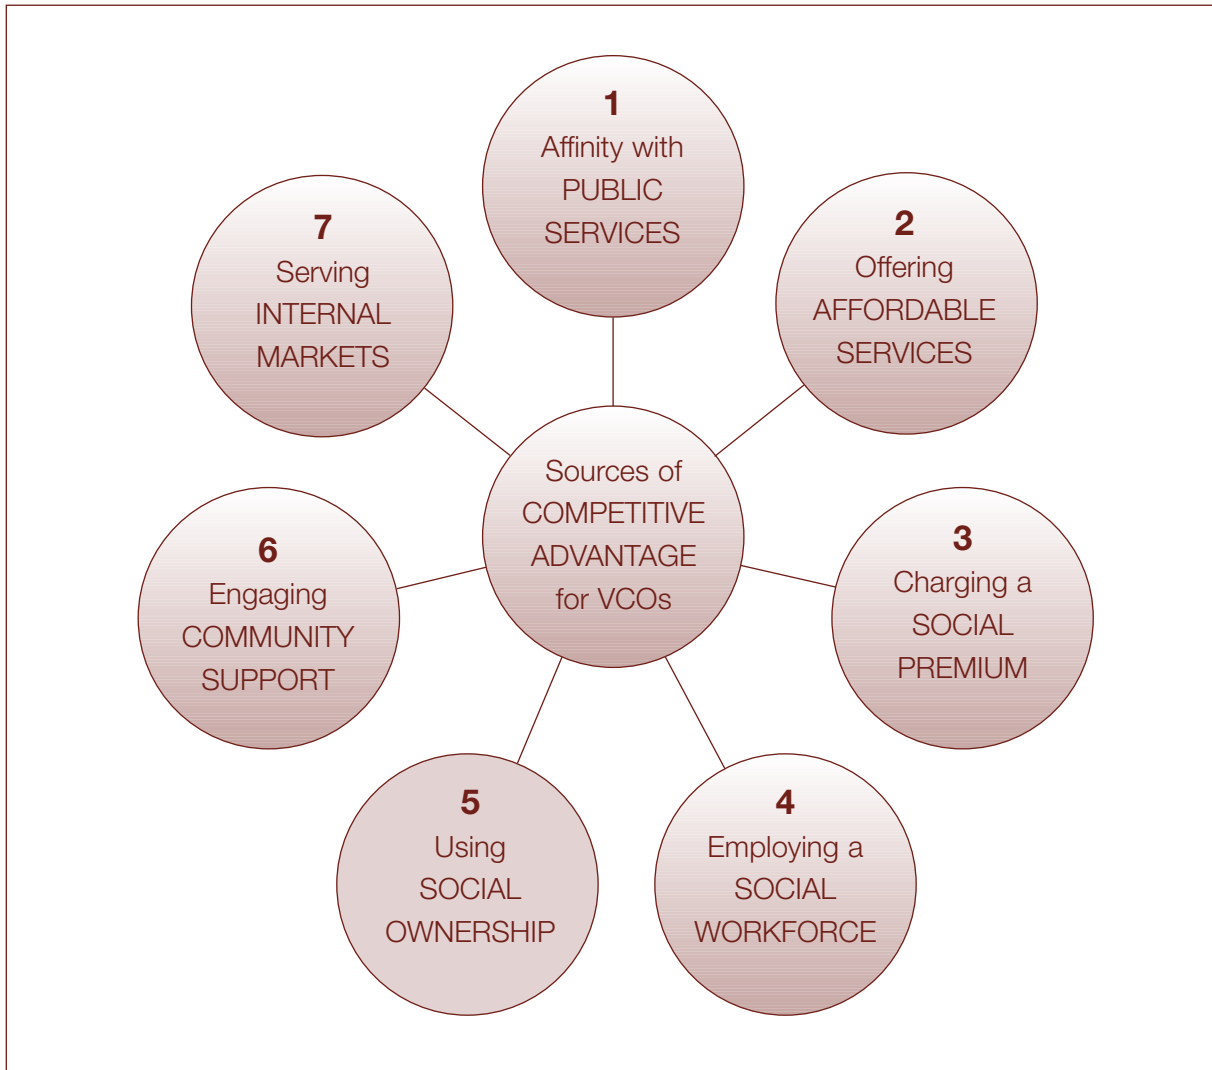 1
Affinity with
PUBLIC
SERVICES
2
Offering
AFFORDABLE
SERVICES
3
Charging a
SOCIAL
PREMIUM
4
Employing a
SOCIAL
WORKFORCE
5
Using
SOCIAL
OWNERSHIP
6
Engaging
COMMUNITY
SUPPORT
7
Serving
INTERNAL
MARKETS
Sources of
COMPETITIVE
ADVANTAGE
for VCOs